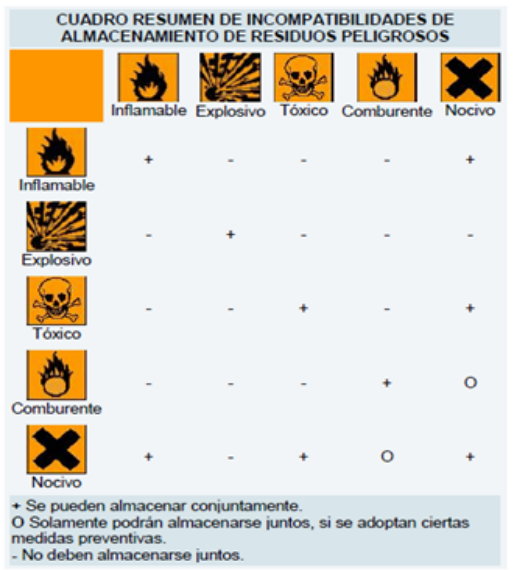 CUADRO RESUMEN DE INCOMPATIBILIDADES DE
ALMACENAMIENTO DE RESIDUOS PELIGROSOS
Inflamable Explosivo Tóxico Comburente Nocivo
Inflamable + - - - +
Explosivo - + - - -
Tóxico - - + - +
Comburente - - - + O
Nocivo + - + O +
+ Se pueden almacenar conjuntamente.
O Solamente podrán almacenarse juntos, si se adoptan ciertas
medidas preventivas.
- No deben almacenarse juntos.